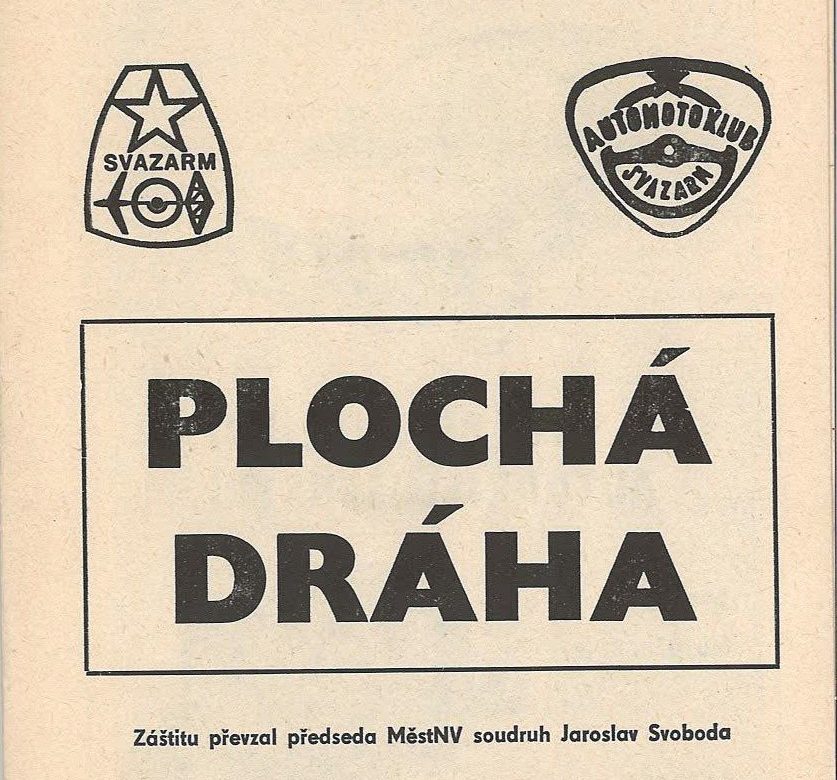 SVAZARM
AUTOMOTOKLUB
SVAZARM
PLOCHÁ
DRÁHA
Záštitu převzal předseda MěstNV soudruh Jaroslav Svoboda